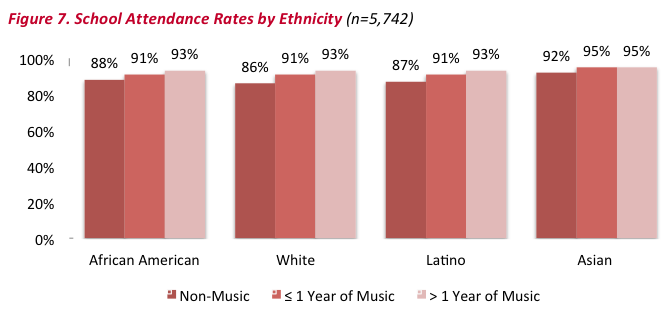 Figure 7. School Attendance Rates by Ethnicity (n=5,742)
100%
80%
60%
40%
20%
0%
88% 91% 93%
86% 91% 93%
87% 91% 93%
92% 95% 95%
African American
White
Latino
Asian
Non-Music
≤ 1 Year of Music
> 1 Year of Music